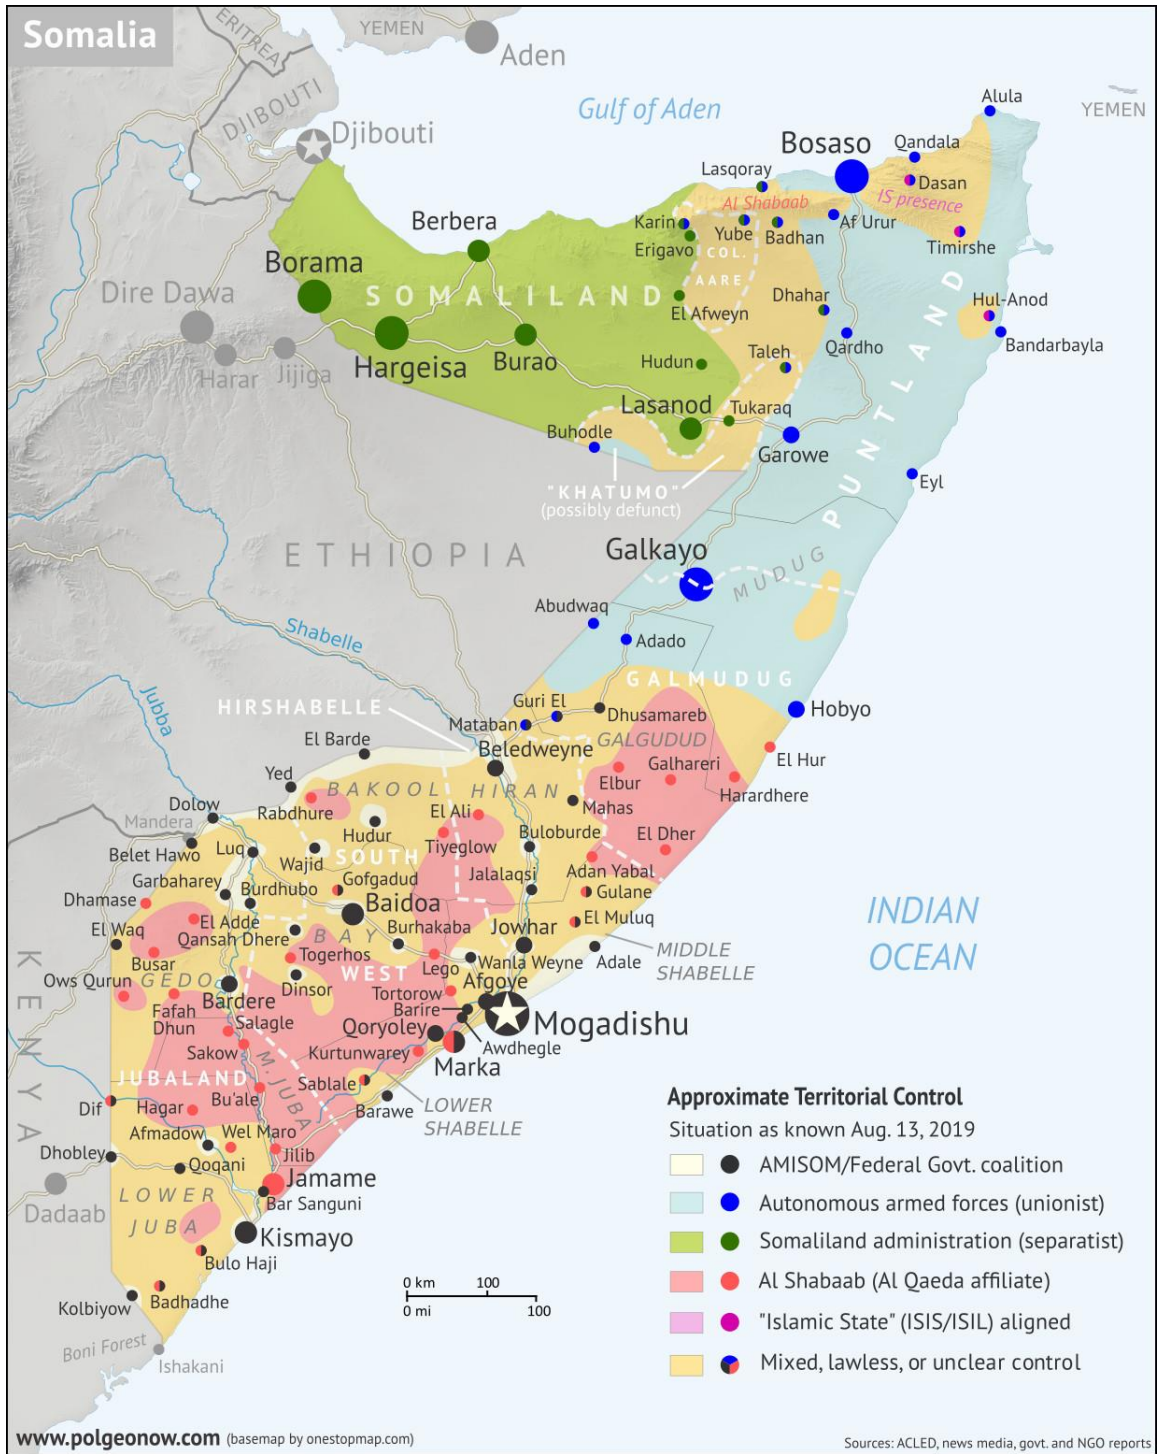 Somalia
ERITREA
YEMEN
Aden
DJIBOUTI
Djibouti
Gulf of Aden
Alula
YEMEN
Bosaso
Qandala
Lasqoray
Dasan
Al Shabaab
IS presence
Berbera
Karin
Yube
Badhan
Af Urur
Erigavo
COL.
Timirshe
Borama
AARE
SOMALILAND
Dire Dawa
Dhahar
Hul-Anod
El Afweyn
Hargeisa
Burao
Taleh
Qardho
Bandarbayla
Harar
Jijiga
Hudun
PUNTLAND
Lasanod
Tukaraq
Buhodle
Garowe
Eyl
"KHATUMO"
(possibly defunct)
ETHIOPIA
Galkayo
MUDUG
Abudwaq
Shabelle
Adado
Jubba
GALMUDUG
HIRSHABELLE
Guri El
Hobyo
Mataban
Dhusamareb
El Barde
Beledweyne
GALGUDUD
El Hur
Yed
Galhareri
BAKOOL
HIRAN
Elbur
Harardhere
Dolow
Rabdhure
El Ali
Mahas
Mandera
Hudur
Tiyeglow
Buloburde
El Dher
Belet Hawo
Luq
Wajid
SOUTH
Adan Yabal
Garbaharey
Burdhubo
Gofgadud
Jalalaqsi
Gulane
Dhamase
Baidoa
El Adde
El Muluq
INDIAN
OCEAN
El Waq
Qansah Dhere
BAY
Burhakaba
Jowhar
Busar
Togerhos
WEST
Lego
Wanla Weyne
Adale
MIDDLE
SHABELLE
KENYA
Ows Qurun
GEDO
Dinsor
Afgoye
Bardere
Tortorow
Fafah
Dhun
Salagle
Barire
Mogadishu
Qoryoley
Sakow
Awdhegle
Kurtunwarey
Marka
JUBALAND
M. JUBA
Sablale
Dif
Hagar
Bu'ale
Barawe
LOWER
SHABELLE
Afmadow
Wel Maro
Dhobley
Jilib
Qoqani
Jamame
LOWER
JUBA
Bar Sanguni
Dadaab
Kismayo
Bulo Haji
Badhadhe
Kolbiyow
Boni Forest
Ishakani
0 km 100
0 mi 100
Approximate Territorial Control
Situation as known Aug. 13, 2019
AMISOM/Federal Govt. coalition
Autonomous armed forces (unionist)
Somaliland administration (separatist)
Al Shabaab (Al Qaeda affiliate)
"Islamic State" (ISIS/ISIL) aligned
Mixed, lawless, or unclear control
www.polgeonow.com (basemap by onestopmap.com)
Sources: ACLED, news media, govt. and NGO reports